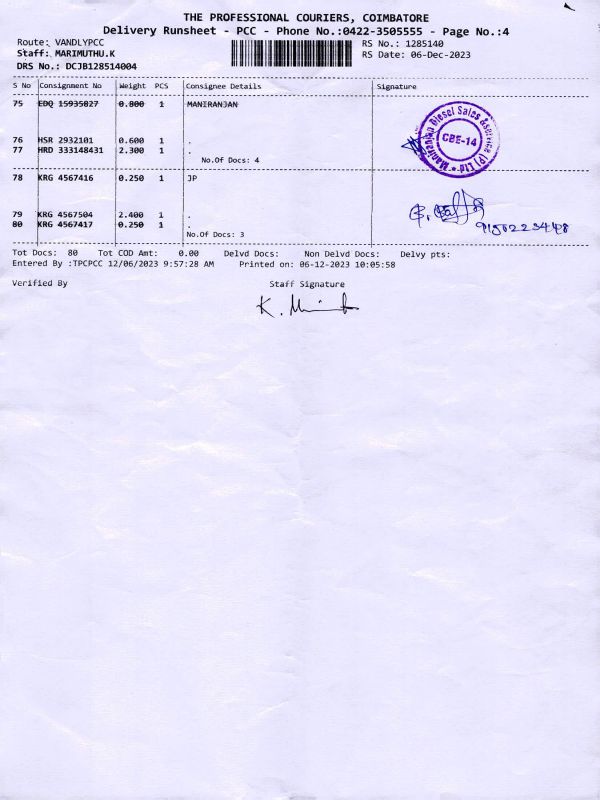 THE PROFESSIONAL COURIERS, COIMBATORE
Delivery Runsheet - PCC - Phone No.:0422-3505555 - Page No.:4
Route: VANDLYPCC RS No.: 1285140
Staff: MARIMUTHU.K RS Date: 06-Dec-2023
DRS No.: DCJB128514004
S No Consignment No Weight PCS Consignee Details Signature
75 EDQ 15935827 0.800 1 MANIRANJAN
76 HSR 2932101 0.600 1 .
77 HRD 333148431 2.300 1 .
No.Of Docs: 4
Maniranjan Diesel Sales & Service (P) Ltd
CBE-14
78 KRG 4567416 0.250 1 JP
79 KRG 4567504 2.400 1 .
80 KRG 4567417 0.250 1 .
No.Of Docs: 3
Tot Docs: 80 Tot COD Amt: 0.00 Delvd Docs: Non Delvd Docs: Delvy pts:
Entered By :TPCPCC 12/06/2023 9:57:28 AM Printed on: 06-12-2023 10:05:58
Verified By Staff Signature